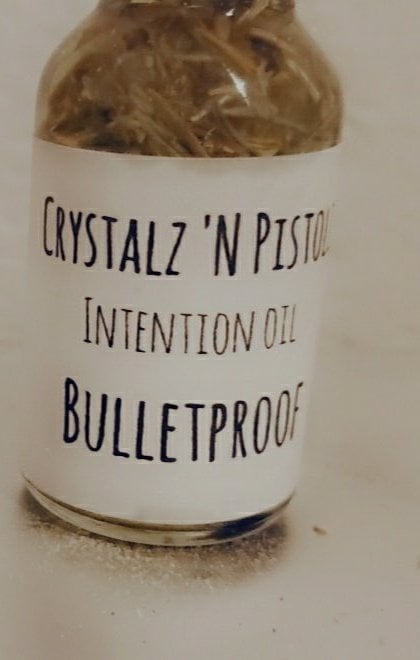 CRYSTALZ 'N PISTOL
INTENTION OIL
BULLETPROOF